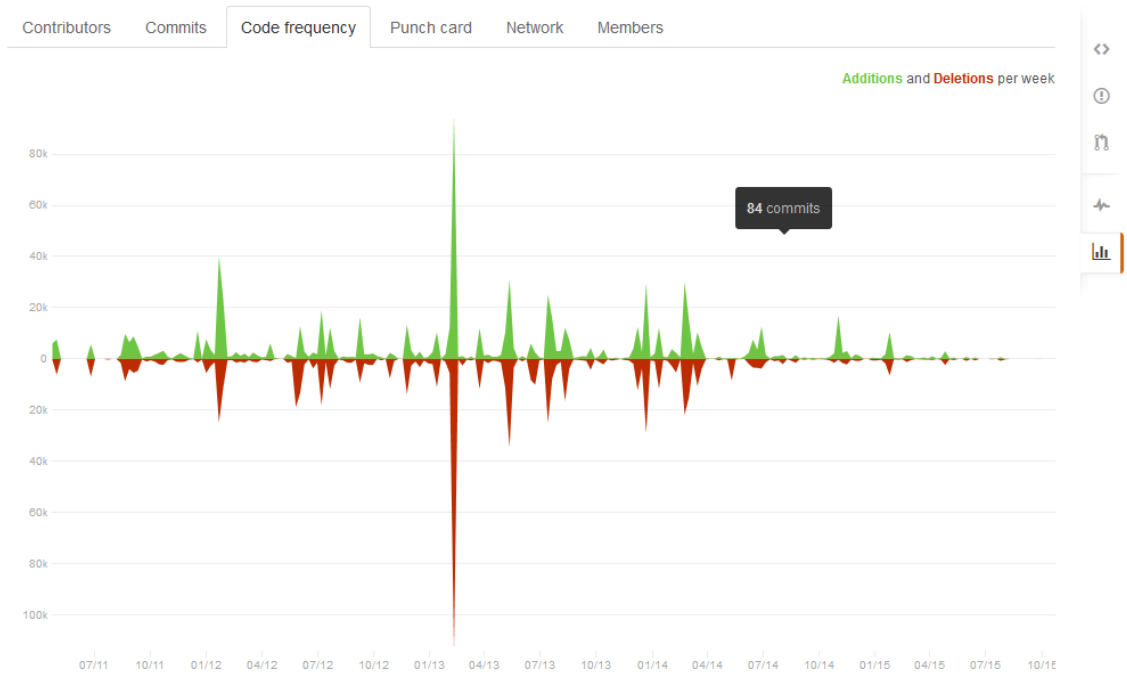 Contributors Commits Code frequency Punch card Network Members
Additions and Deletions per week
80k
60k
84 commits
40k
20k
0
20k
40k
60k
80k
100k
07/11 10/11 01/12 04/12 07/12 10/12 01/13 04/13 07/13 10/13 01/14 04/14 07/14 10/14 01/15 04/15 07/15 10/15